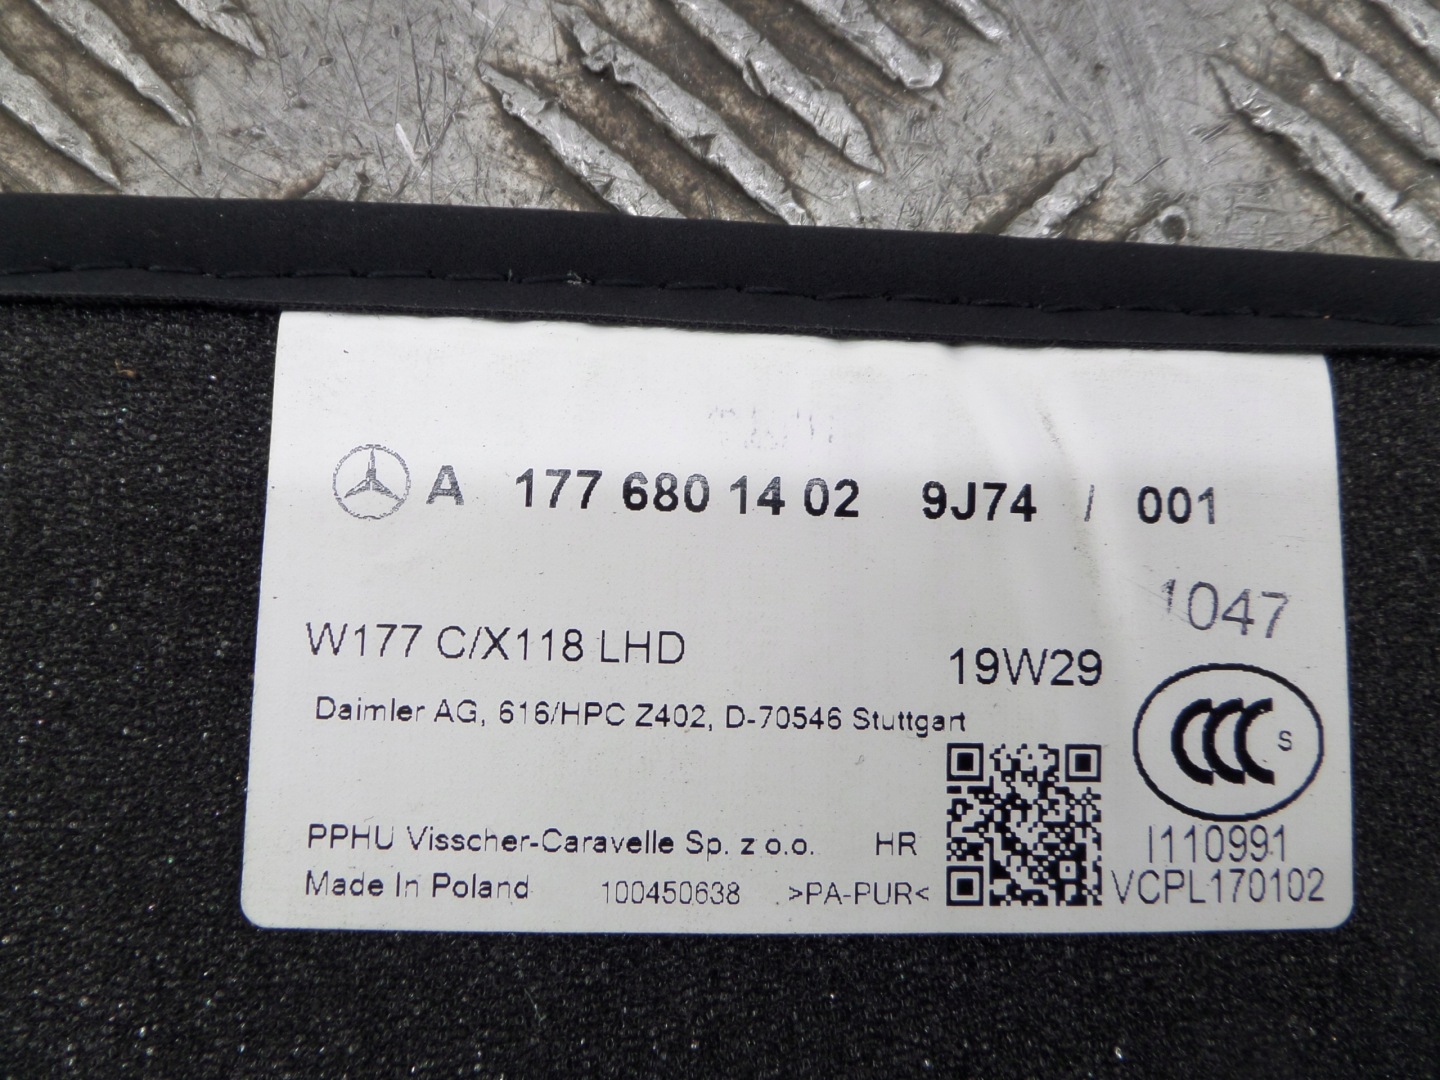 A 177 680 14 02 9J74 / 001
1047
W177 C/X118 LHD
19W29
Daimler AG, 616/HPC Z402, D-70546 Stuttgart
CCC S
PPHU Visscher-Caravelle Sp. z o.o. HR
I110991
Made In Poland 100450638 >PA-PUR<
VCPL170102